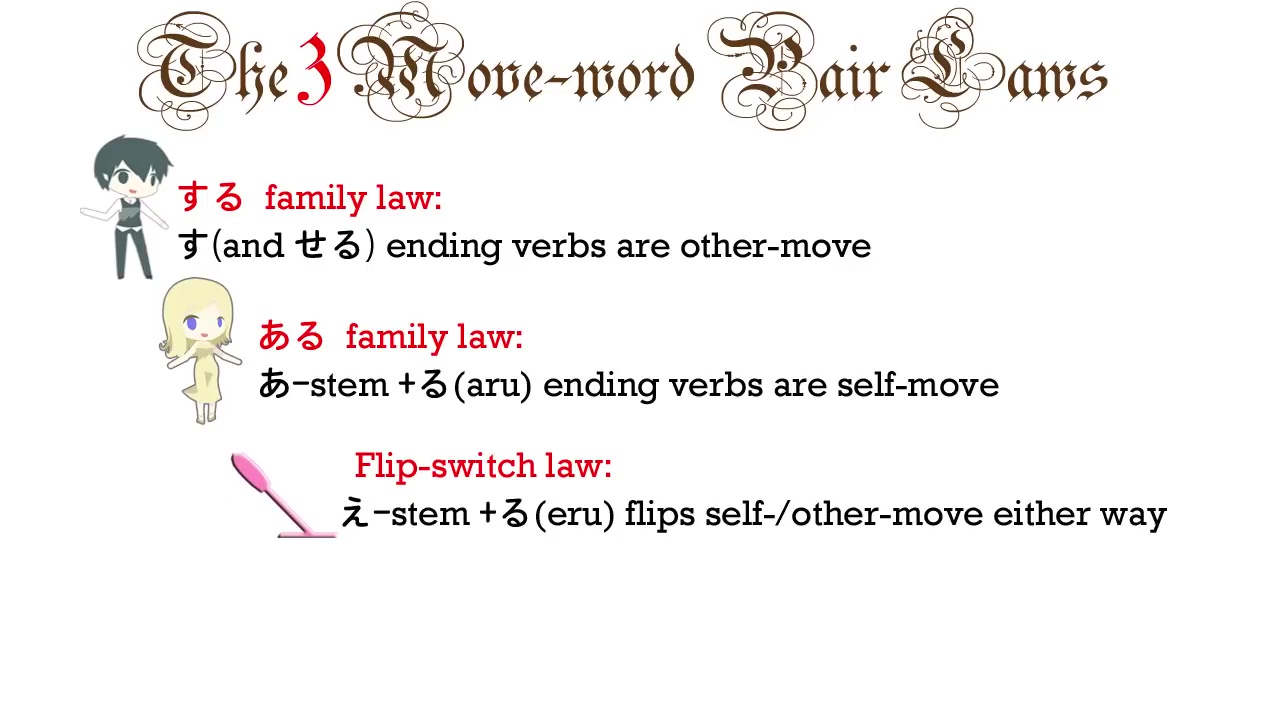 The 3 Move-word Pair Laws
する family law:
す(and せる) ending verbs are other-move
ある family law:
あ-stem +る(aru) ending verbs are self-move
Flip-switch law:
え-stem +る(eru) flips self-/other-move either way